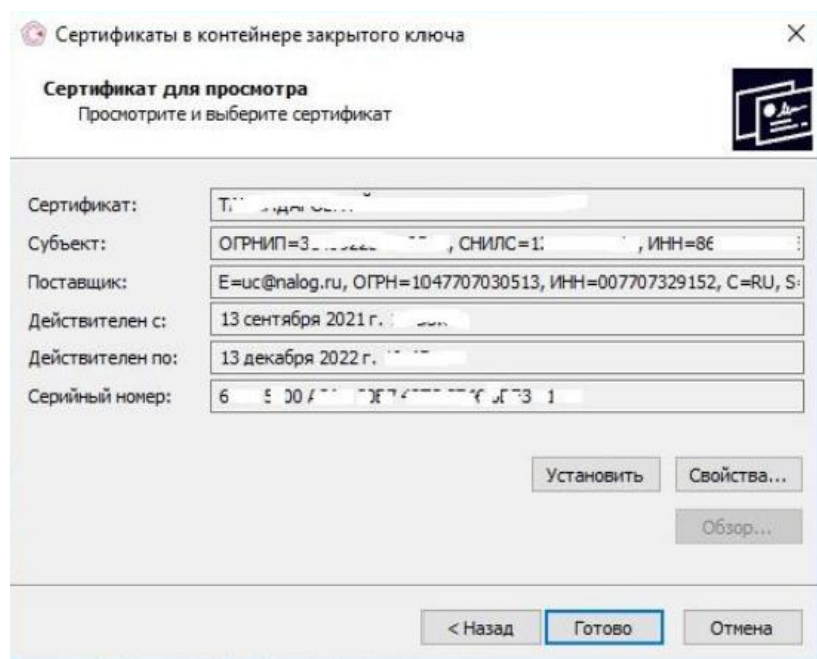 Сертификаты в контейнере закрытого ключа
Сертификат для просмотра
Просмотрите и выберите сертификат
Сертификат:
Субъект: ОГРНИП=3 , СНИЛС=1 , ИНН=86
Поставщик: E=uc@nalog.ru, ОГРН=1047707030513, ИНН=007707329152, C=RU, S=
Действителен с: 13 сентября 2021 г.
Действителен по: 13 декабря 2022 г.
Серийный номер:
Установить Свойства...
Обзор...
< Назад Готово Отмена